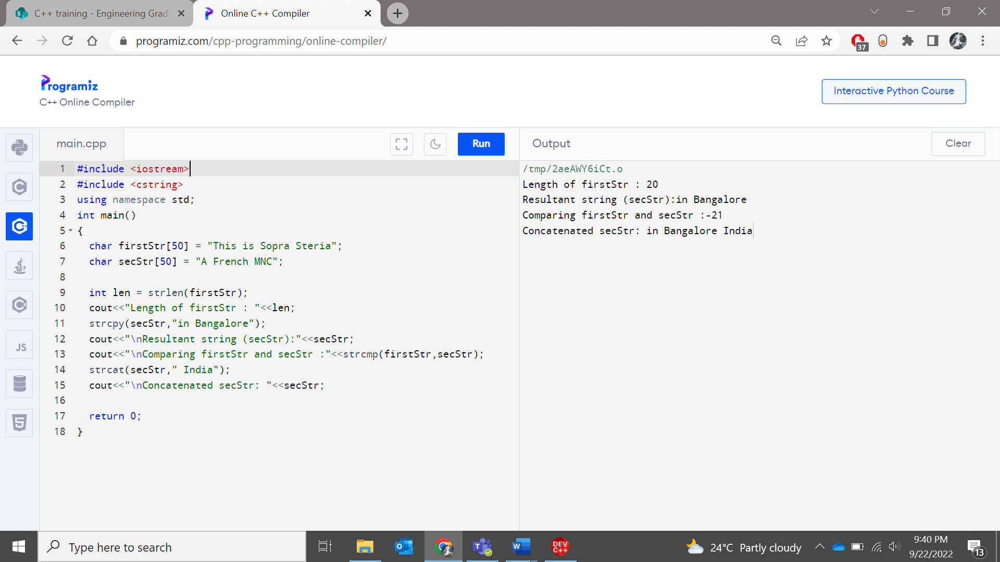 C++ training - Engineering Grads
Online C++ Compiler
programiz.com/cpp-programming/online-compiler/
37
Programiz
C++ Online Compiler
Interactive Python Course
main.cpp
Run
Output
Clear
1 #include <iostream>
2 #include <cstring>
3 using namespace std;
4 int main()
5 {
6 char firstStr[50] = "This is Sopra Steria";
7 char secStr[50] = "A French MNC";
8
9 int len = strlen(firstStr);
10 cout<<"Length of firstStr : "<<len;
11 strcpy(secStr,"in Bangalore");
12 cout<<"\nResultant string (secStr):"<<secStr;
13 cout<<"\nComparing firstStr and secStr :"<<strcmp(firstStr,secStr);
14 strcat(secStr," India");
15 cout<<"\nConcatenated secStr: "<<secStr;
16
17 return 0;
18 }
/tmp/2aeAWY6iCt.o
Length of firstStr : 20
Resultant string (secStr):in Bangalore
Comparing firstStr and secStr :-21
Concatenated secStr: in Bangalore India
JS
Type here to search
DEV
C++
24°C Partly cloudy
9:40 PM
9/22/2022
13